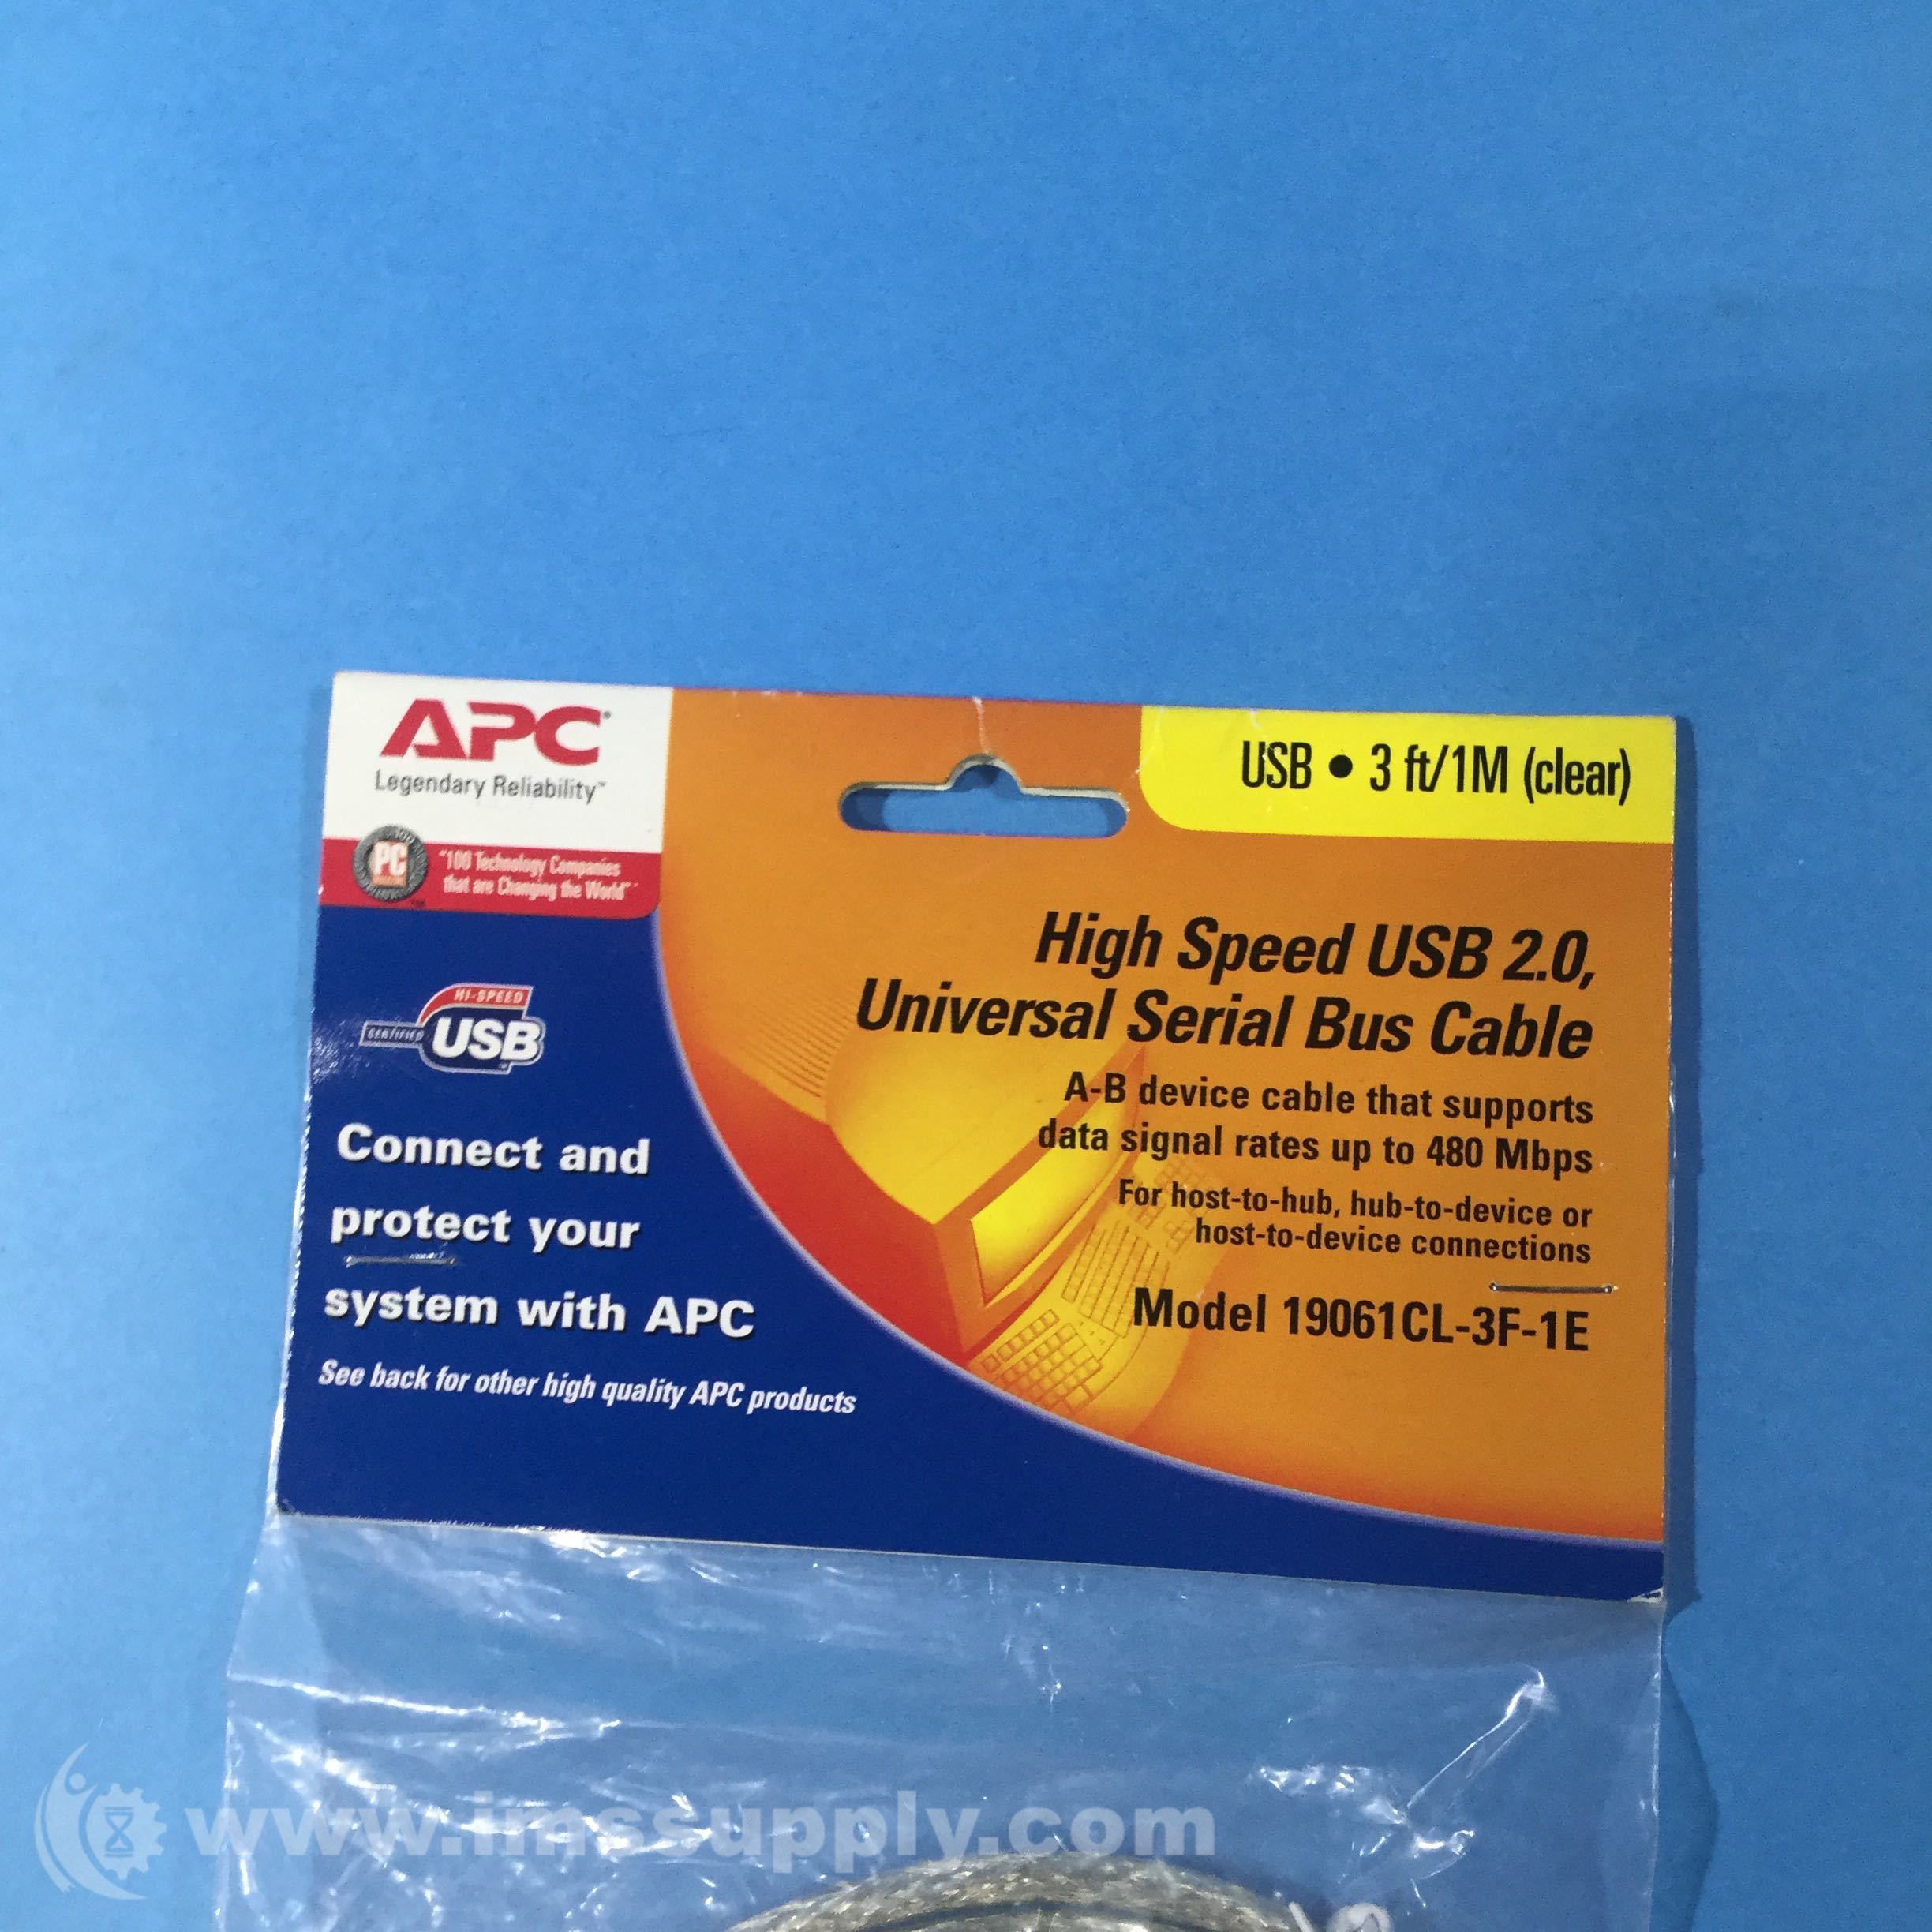 APC®
Legendary Reliability™
PC
"100 Technology Companies
that are Changing the World"
USB • 3 ft/1M (clear)
High Speed USB 2.0,
Universal Serial Bus Cable
A-B device cable that supports
data signal rates up to 480 Mbps
For host-to-hub, hub-to-device or
host-to-device connections
Model 19061CL-3F-1E
HI-SPEED
CERTIFIED USB
Connect and
protect your
system with APC
See back for other high quality APC products
www.imssupply.com